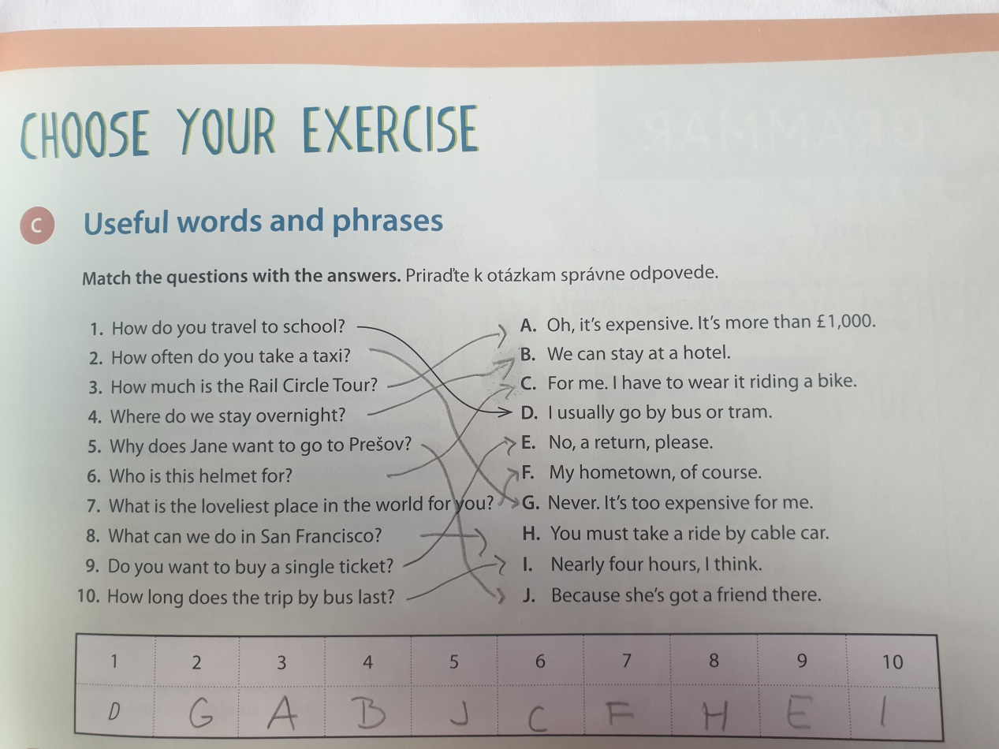 CHOOSE YOUR EXERCISE
C Useful words and phrases
Match the questions with the answers. Priraďte k otázkam správne odpovede.
1. How do you travel to school?
2. How often do you take a taxi?
3. How much is the Rail Circle Tour?
4. Where do we stay overnight?
5. Why does Jane want to go to Prešov?
6. Who is this helmet for?
7. What is the loveliest place in the world for you?
8. What can we do in San Francisco?
9. Do you want to buy a single ticket?
10. How long does the trip by bus last?
A. Oh, it's expensive. It's more than £1,000.
B. We can stay at a hotel.
C. For me. I have to wear it riding a bike.
D. I usually go by bus or tram.
E. No, a return, please.
F. My hometown, of course.
G. Never. It's too expensive for me.
H. You must take a ride by cable car.
I. Nearly four hours, I think.
J. Because she's got a friend there.
1 2 3 4 5 6 7 8 9 10
D G A B J C F H E I